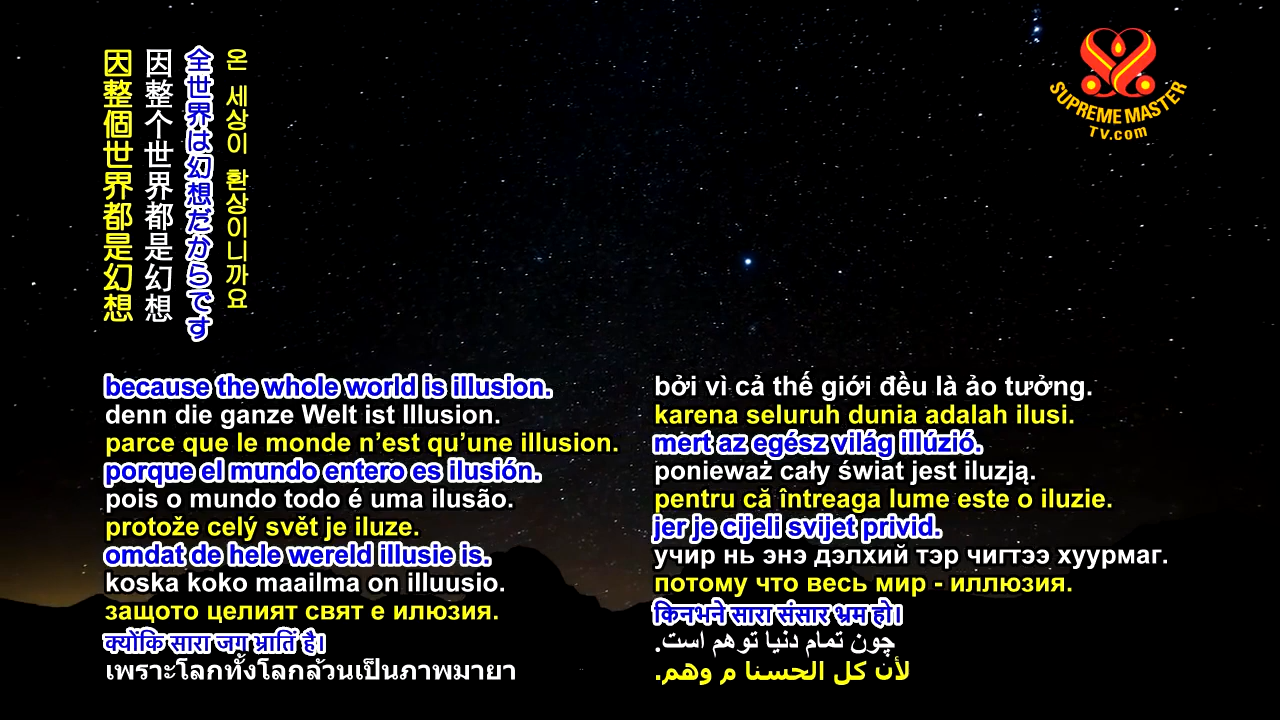 因整個世界都是幻想
因整个世界都是幻想
全世界は幻想だからです
온 세상이 환상이니까요
SUPREME MASTER
TV.com
because the whole world is illusion.
denn die ganze Welt ist Illusion.
parce que le monde n’est qu’une illusion.
porque el mundo entero es ilusión.
pois o mundo todo é uma ilusão.
protože celý svět je iluze.
omdat de hele wereld illusie is.
koska koko maailma on illuusio.
защото целият свят е илюзия.
क्योंकि सारा जग भ्रांति है।
เพราะโลกทั้งโลกล้วนเป็นภาพมายา
bởi vì cả thế giới đều là ảo tưởng.
karena seluruh dunia adalah ilusi.
mert az egész világ illúzió.
ponieważ cały świat jest iluzją.
pentru că întreaga lume este o iluzie.
jer je cijeli svijet privid.
учир нь энэ дэлхий тэр чигтээ хуурмаг.
потому что весь мир - иллюзия.
किनभने सारा संसार भ्रम हो।
چون تمام دنیا توهم است.
لأن كل الحسنا م وهم.